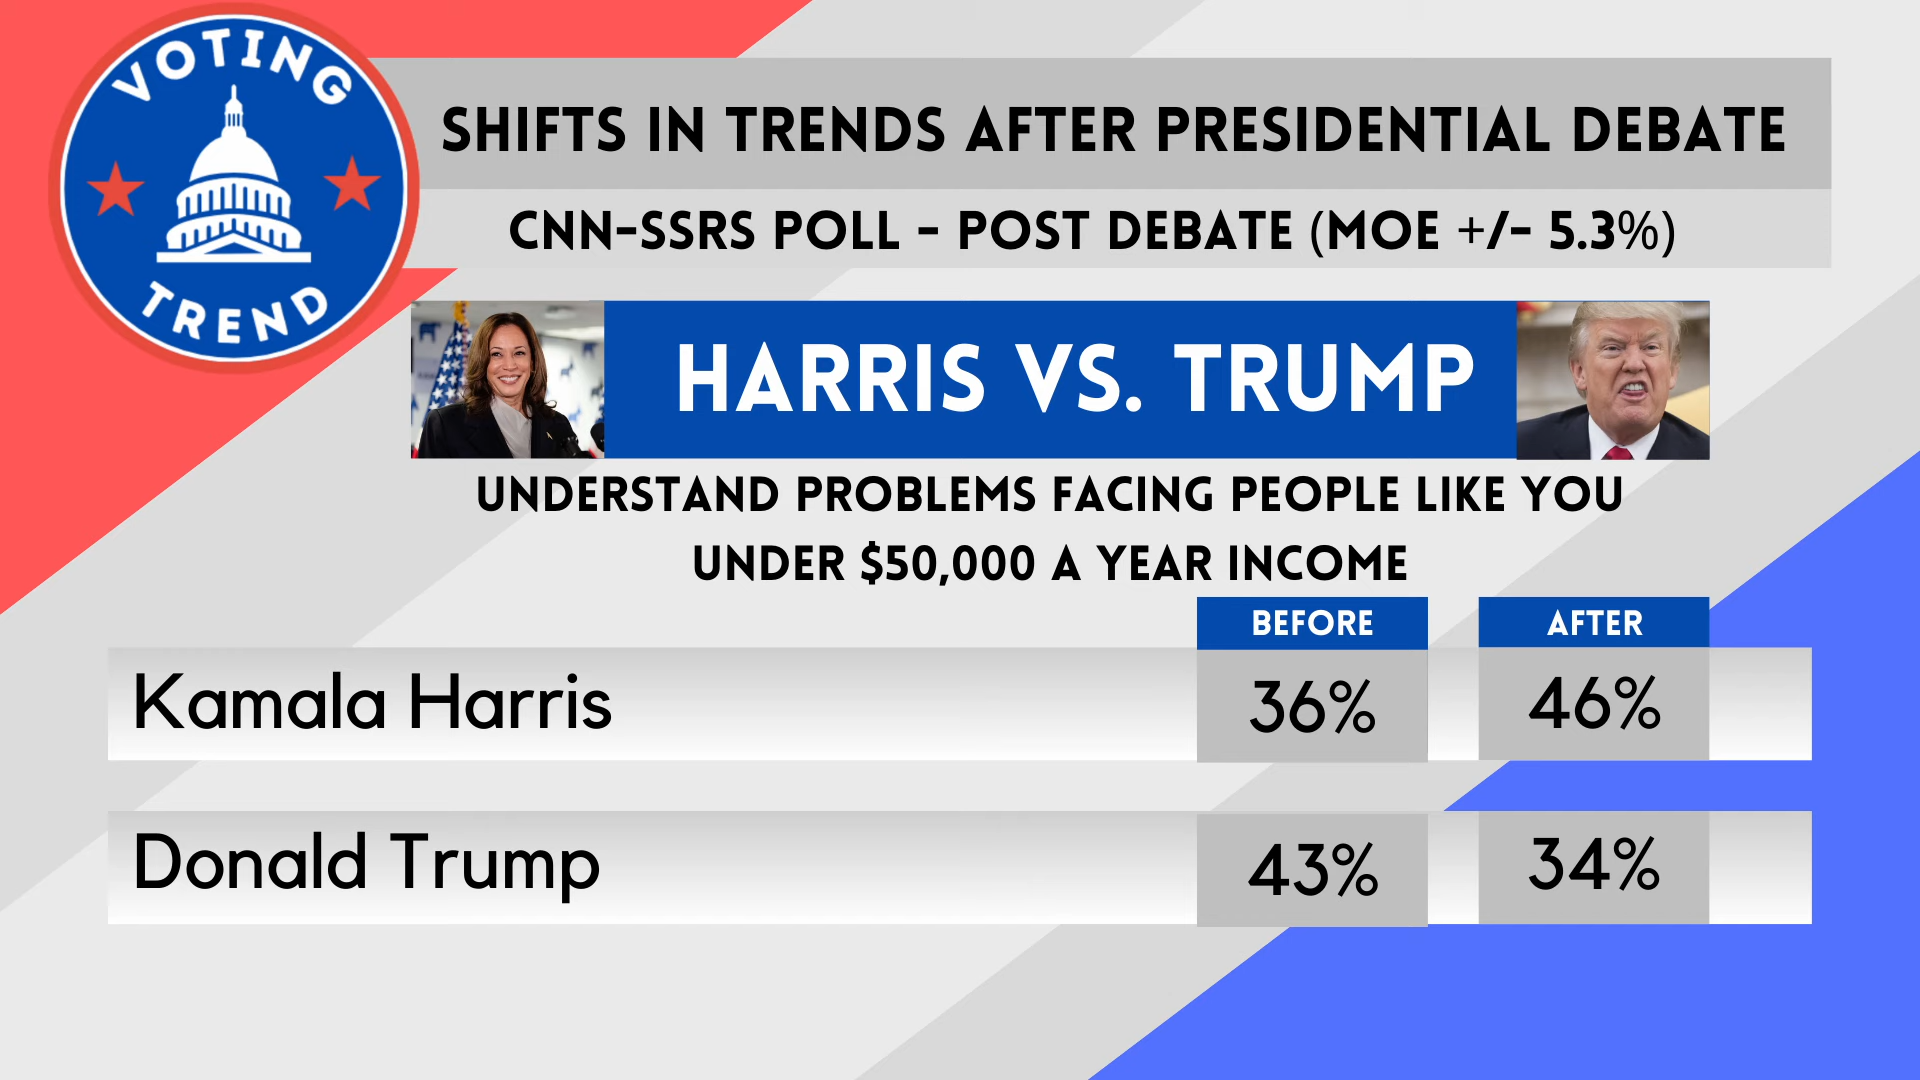 VOTING
TREND
SHIFTS IN TRENDS AFTER PRESIDENTIAL DEBATE
CNN-SSRS POLL - POST DEBATE (MOE +/- 5.3%)
HARRIS VS. TRUMP
UNDERSTAND PROBLEMS FACING PEOPLE LIKE YOU
UNDER $50,000 A YEAR INCOME
BEFORE AFTER
Kamala Harris 36% 46%
Donald Trump 43% 34%